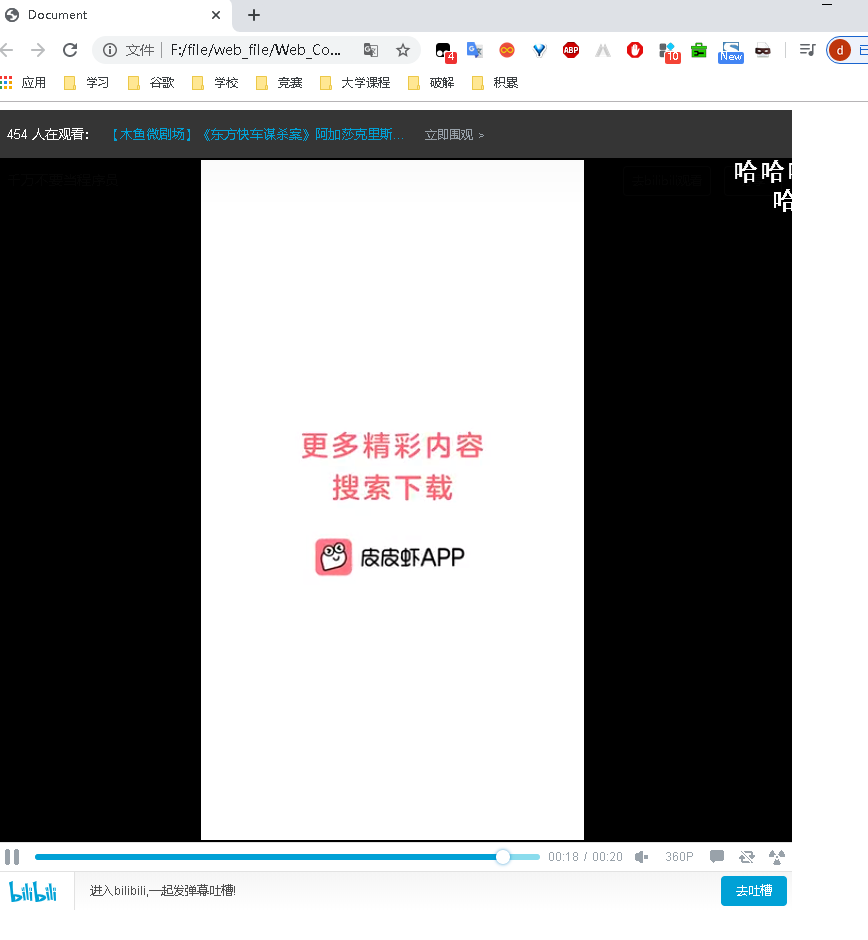 Document
文件 | F:/file/web_file/Web_Co...
4
ABP
10
New
d
应用 学习 谷歌 学校 竞赛 大学课程 破解 积累
454 人在观看： 【木鱼微剧场】《东方快车谋杀案》阿加莎克里斯... 立即围观 >
哈哈
哈
更多精彩内容
搜索下载
皮皮虾APP
00:18 / 00:20 360P
bilibili 进入bilibili,一起发弹幕吐槽! 去吐槽